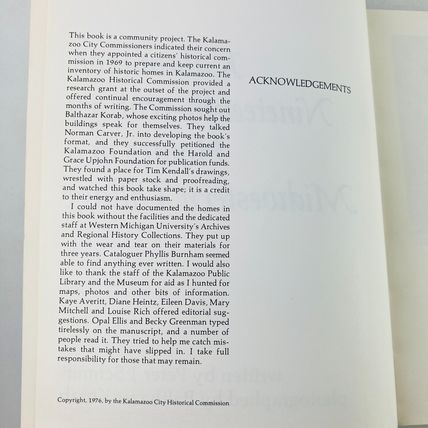 This book is a community project. The Kalama-
zoo City Commissioners indicated their concern
when they appointed a citizens' historical com-
mission in 1969 to prepare and keep current an
inventory of historic homes in Kalamazoo. The
Kalamazoo Historical Commission provided a
research grant at the outset of the project and
offered continual encouragement through the
months of writing. The Commission sought out
Balthazar Korab, whose exciting photos help the
buildings speak for themselves. They talked
Norman Carver, Jr. into developing the book's
format, and they successfully petitioned the
Kalamazoo Foundation and the Harold and
Grace Upjohn Foundation for publication funds.
They found a place for Tim Kendall's drawings,
wrestled with paper stock and proofreading,
and watched this book take shape; it is a credit
to their energy and enthusiasm.
I could not have documented the homes in
this book without the facilities and the dedicated
staff at Western Michigan University's Archives
and Regional History Collections. They put up
with the wear and tear on their materials for
three years. Cataloguer Phyllis Burnham seemed
able to find anything ever written. I would also
like to thank the staff of the Kalamazoo Public
Library and the Museum for aid as I hunted for
maps, photos and other bits of information.
Kaye Averitt, Diane Heintz, Eileen Davis, Mary
Mitchell and Louise Rich offered editorial sug-
gestions. Opal Ellis and Becky Greenman typed
tirelessly on the manuscript, and a number of
people read it. They tried to help me catch mis-
takes that might have slipped in. I take full
responsibility for those that may remain.
Copyright, 1976, by the Kalamazoo City Historical Commission
ACKNOWLEDGEMENTS